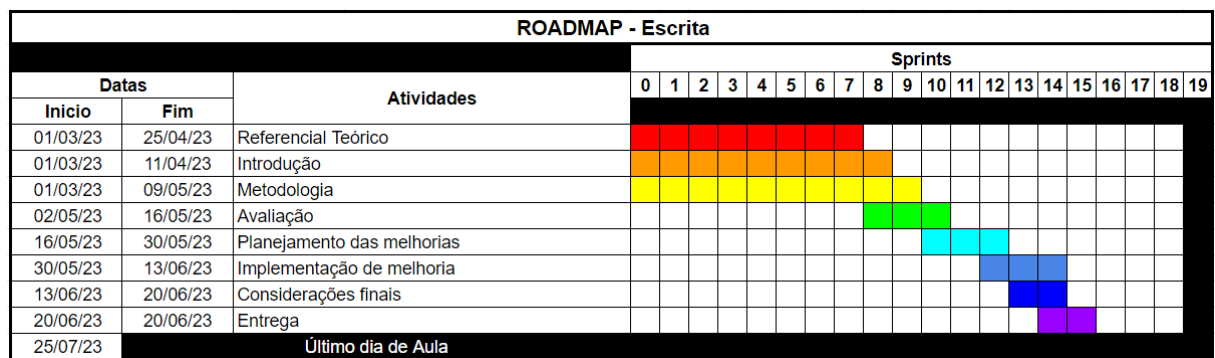 ROADMAP - Escrita
Sprints
Datas Atividades 0 1 2 3 4 5 6 7 8 9 10 11 12 13 14 15 16 17 18 19
Inicio Fim
01/03/23 25/04/23 Referencial Teórico
01/03/23 11/04/23 Introdução
01/03/23 09/05/23 Metodologia
02/05/23 16/05/23 Avaliação
16/05/23 30/05/23 Planejamento das melhorias
30/05/23 13/06/23 Implementação de melhoria
13/06/23 20/06/23 Considerações finais
20/06/23 20/06/23 Entrega
25/07/23 Último dia de Aula